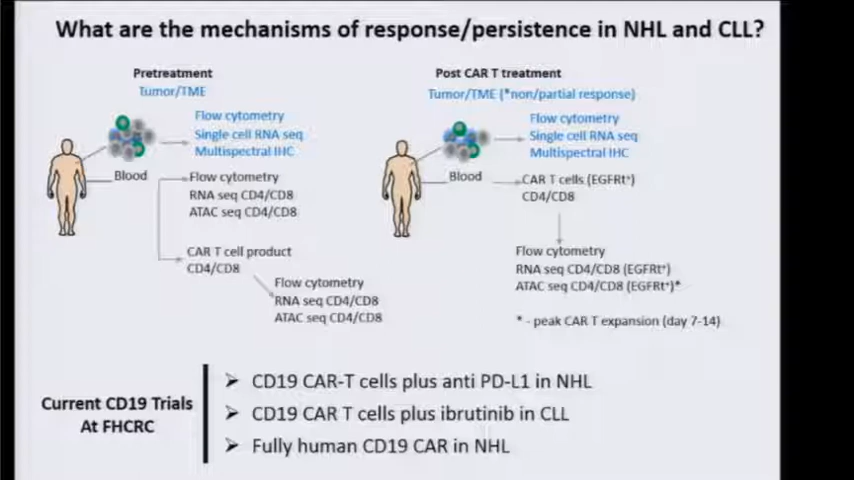 What are the mechanisms of response/persistence in NHL and CLL?
Pretreatment
Tumor/TME
Flow cytometry
Single cell RNA seq
Multispectral IHC
Blood
Flow cytometry
RNA seq CD4/CD8
ATAC seq CD4/CD8
CAR T cell product
CD4/CD8
Flow cytometry
RNA seq CD4/CD8
ATAC seq CD4/CD8
Post CAR T treatment
Tumor/TME (*non/partial response)
Flow cytometry
Single cell RNA seq
Multispectral IHC
Blood
CAR T cells (EGFRt⁺)
CD4/CD8
Flow cytometry
RNA seq CD4/CD8 (EGFRt⁺)
ATAC seq CD4/CD8 (EGFRt⁺)*
* - peak CAR T expansion (day 7-14)
Current CD19 Trials
At FHCRC
➢ CD19 CAR-T cells plus anti PD-L1 in NHL
➢ CD19 CAR T cells plus ibrutinib in CLL
➢ Fully human CD19 CAR in NHL